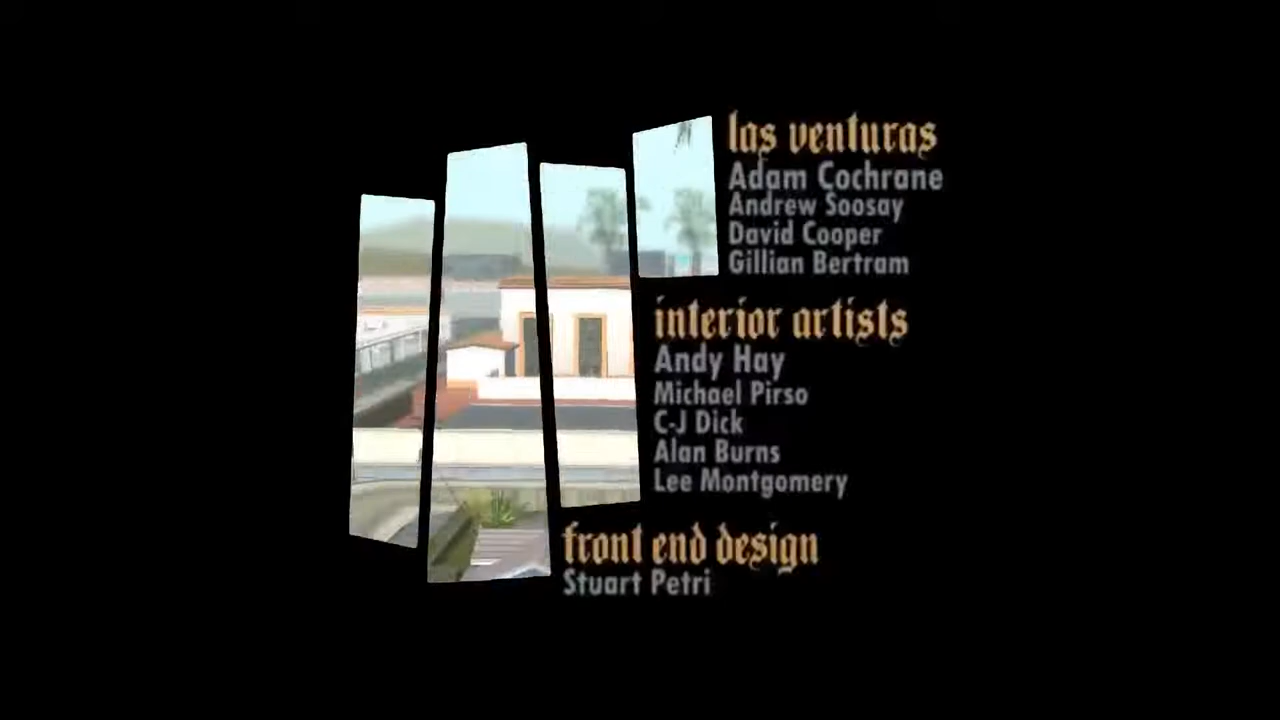 las venturas
Adam Cochrane
Andrew Soosay
David Cooper
Gillian Bertram
interior artists
Andy Hay
Michael Pirso
C-J Dick
Alan Burns
Lee Montgomery
front end design
Stuart Petri